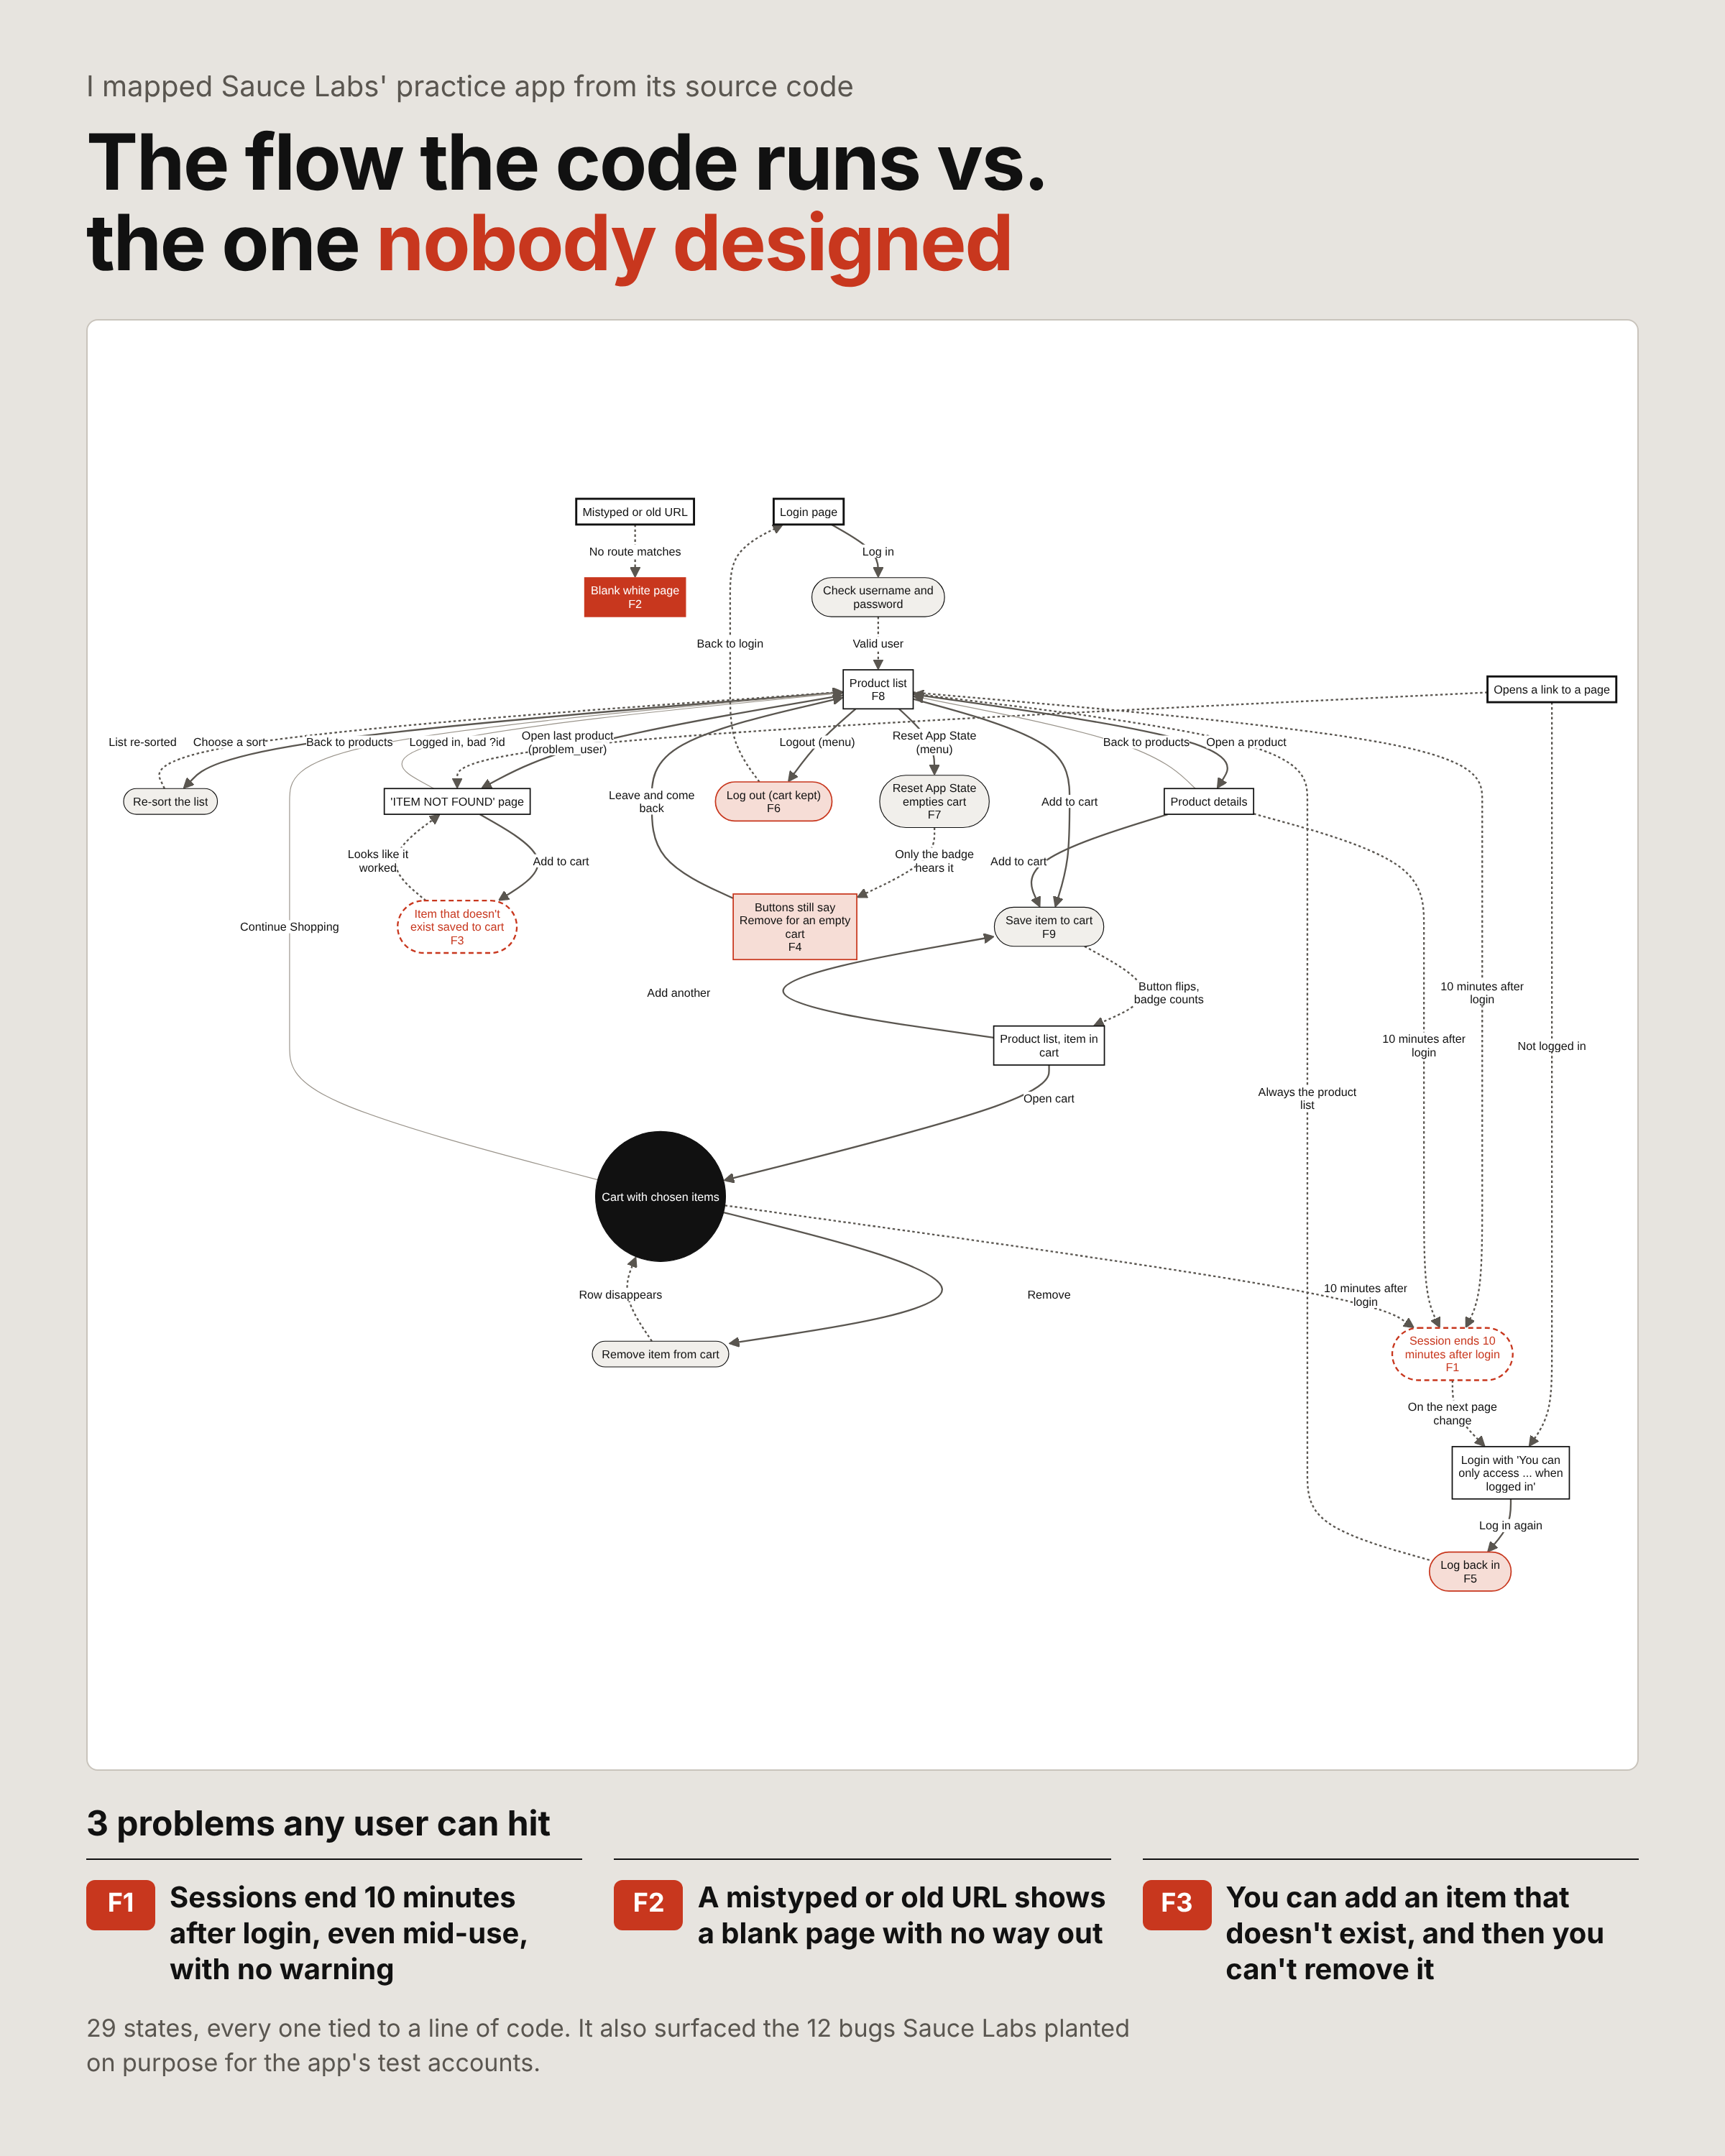 I mapped Sauce Labs' practice app from its source code
The flow the code runs vs.
the one nobody designed
Mistyped or old URL
Login page
No route matches
Log in
Blank white page
F2
Check username and
password
Back to login
Valid user
Product list
F8
Opens a link to a page
List re-sorted
Choose a sort
Back to products
Logged in, bad ?id
Open last product
(problem_user)
Logout (menu)
Reset App State
(menu)
Back to products
Open a product
Re-sort the list
'ITEM NOT FOUND' page
Leave and come
back
Log out (cart kept)
F6
Reset App State
empties cart
F7
Add to cart
Product details
Looks like it
worked
Add to cart
Only the badge
hears it
Add to cart
Item that doesn't
exist saved to cart
F3
Continue Shopping
Buttons still say
Remove for an empty
cart
F4
Save item to cart
F9
Add another
Button flips,
badge counts
10 minutes after
login
Product list, item in
cart
10 minutes after
login
Not logged in
Open cart
Always the product
list
Cart with chosen items
Row disappears
Remove
10 minutes after
login
Remove item from cart
Session ends 10
minutes after login
F1
On the next page
change
Login with 'You can
only access ... when
logged in'
Log in again
Log back in
F5
3 problems any user can hit
F1
Sessions end 10 minutes
after login, even mid-use,
with no warning
F2
A mistyped or old URL shows
a blank page with no way out
F3
You can add an item that
doesn't exist, and then you
can't remove it
29 states, every one tied to a line of code. It also surfaced the 12 bugs Sauce Labs planted
on purpose for the app's test accounts.